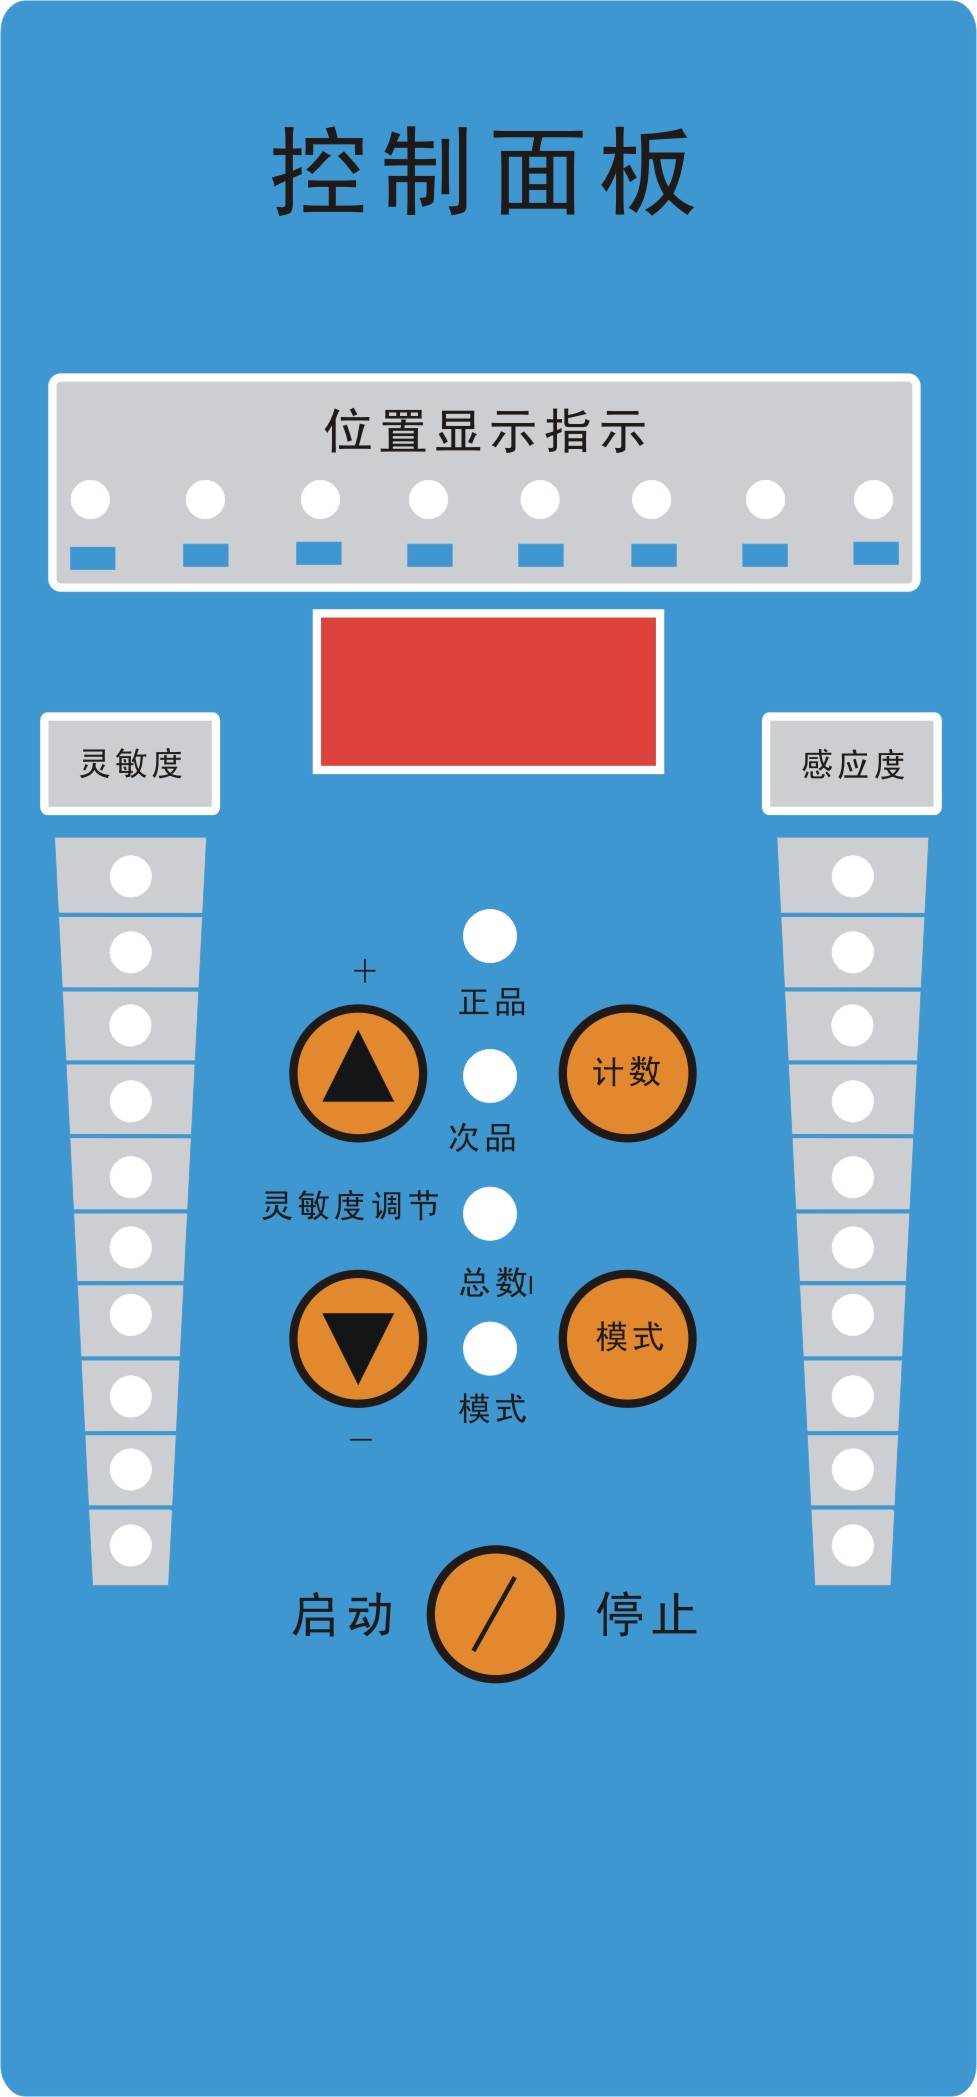 控制面板
位置显示指示
灵敏度
感应度
+
正品
计数
次品
灵敏度调节
总数
模式
模式
−
启动 / 停止